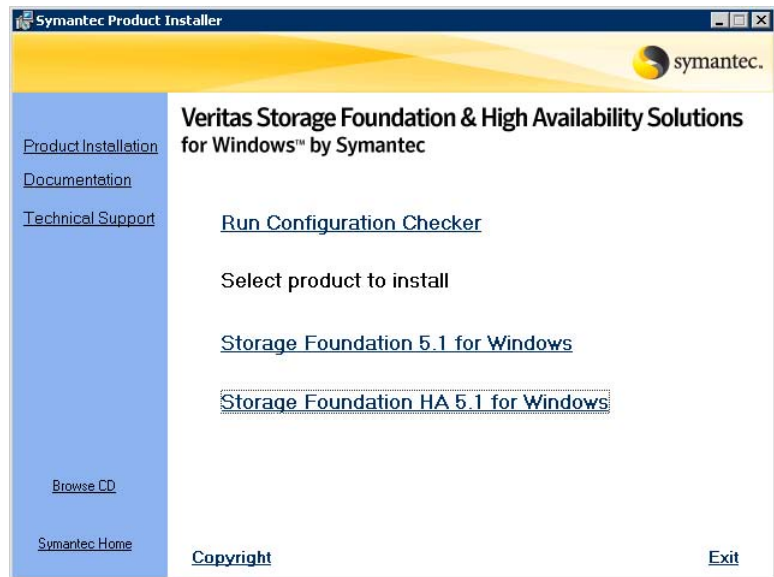 Symantec Product Installer
symantec.
Veritas Storage Foundation & High Availability Solutions
for Windows™ by Symantec
Product Installation
Documentation
Technical Support
Run Configuration Checker
Select product to install
Storage Foundation 5.1 for Windows
Storage Foundation HA 5.1 for Windows
Browse CD
Symantec Home
Copyright
Exit